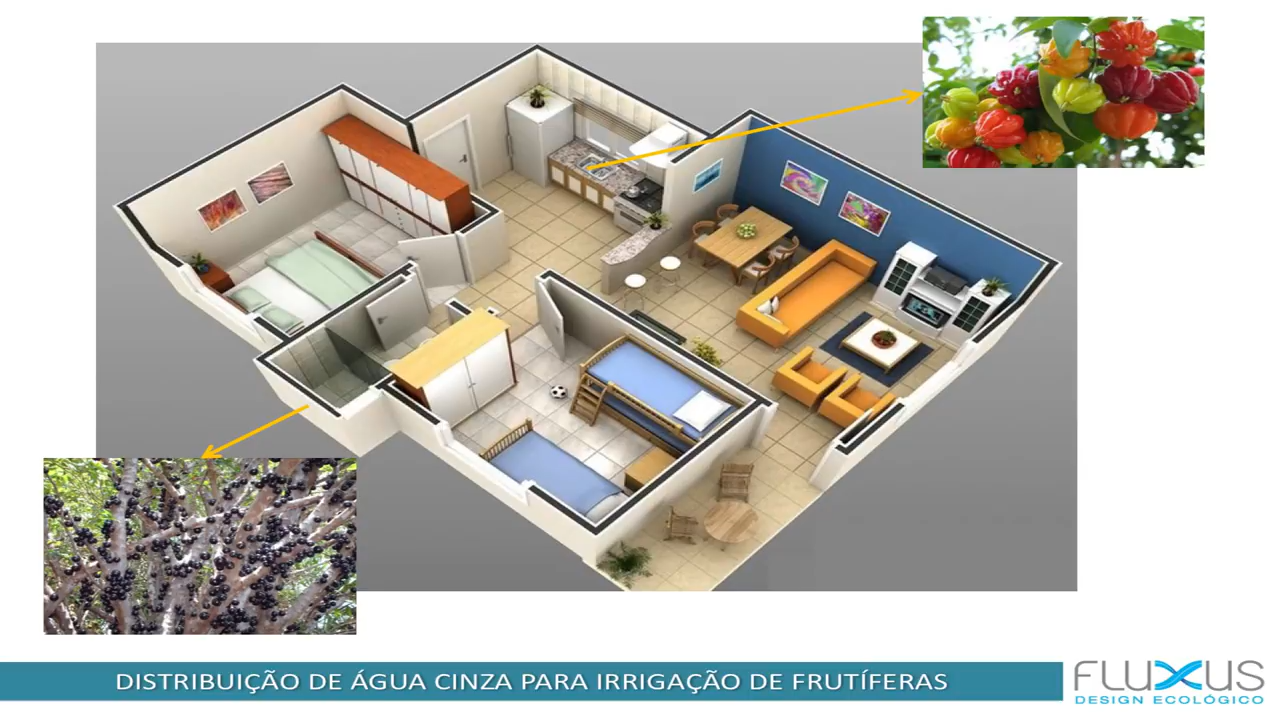 DISTRIBUIÇÃO DE ÁGUA CINZA PARA IRRIGAÇÃO DE FRUTÍFERAS
FLUXUS
DESIGN ECOLÓGICO